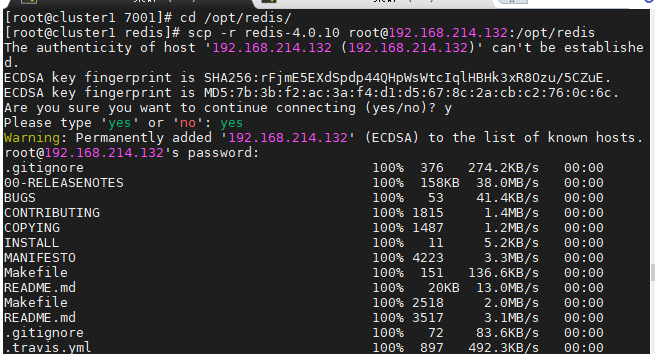 [root@cluster1 7001]# cd /opt/redis/
[root@cluster1 redis]# scp -r redis-4.0.10 root@192.168.214.132:/opt/redis
The authenticity of host '192.168.214.132 (192.168.214.132)' can't be establishe
d.
ECDSA key fingerprint is SHA256:rFjmE5EXdSpdp44QHpWsWtcIqlHBHk3xR8Ozu/5CZuE.
ECDSA key fingerprint is MD5:7b:3b:f2:ac:3a:f4:d1:d5:67:8c:2a:cb:c2:76:0c:6c.
Are you sure you want to continue connecting (yes/no)? y
Please type 'yes' or 'no': yes
Warning: Permanently added '192.168.214.132' (ECDSA) to the list of known hosts.
root@192.168.214.132's password:
.gitignore 100% 376 274.2KB/s 00:00
00-RELEASENOTES 100% 158KB 38.0MB/s 00:00
BUGS 100% 53 41.4KB/s 00:00
CONTRIBUTING 100% 1815 1.4MB/s 00:00
COPYING 100% 1487 1.2MB/s 00:00
INSTALL 100% 11 5.2KB/s 00:00
MANIFESTO 100% 4223 3.3MB/s 00:00
Makefile 100% 151 136.6KB/s 00:00
README.md 100% 20KB 13.0MB/s 00:00
Makefile 100% 2518 2.0MB/s 00:00
README.md 100% 3517 3.1MB/s 00:00
.gitignore 100% 72 83.6KB/s 00:00
.travis.yml 100% 897 492.3KB/s 00:00